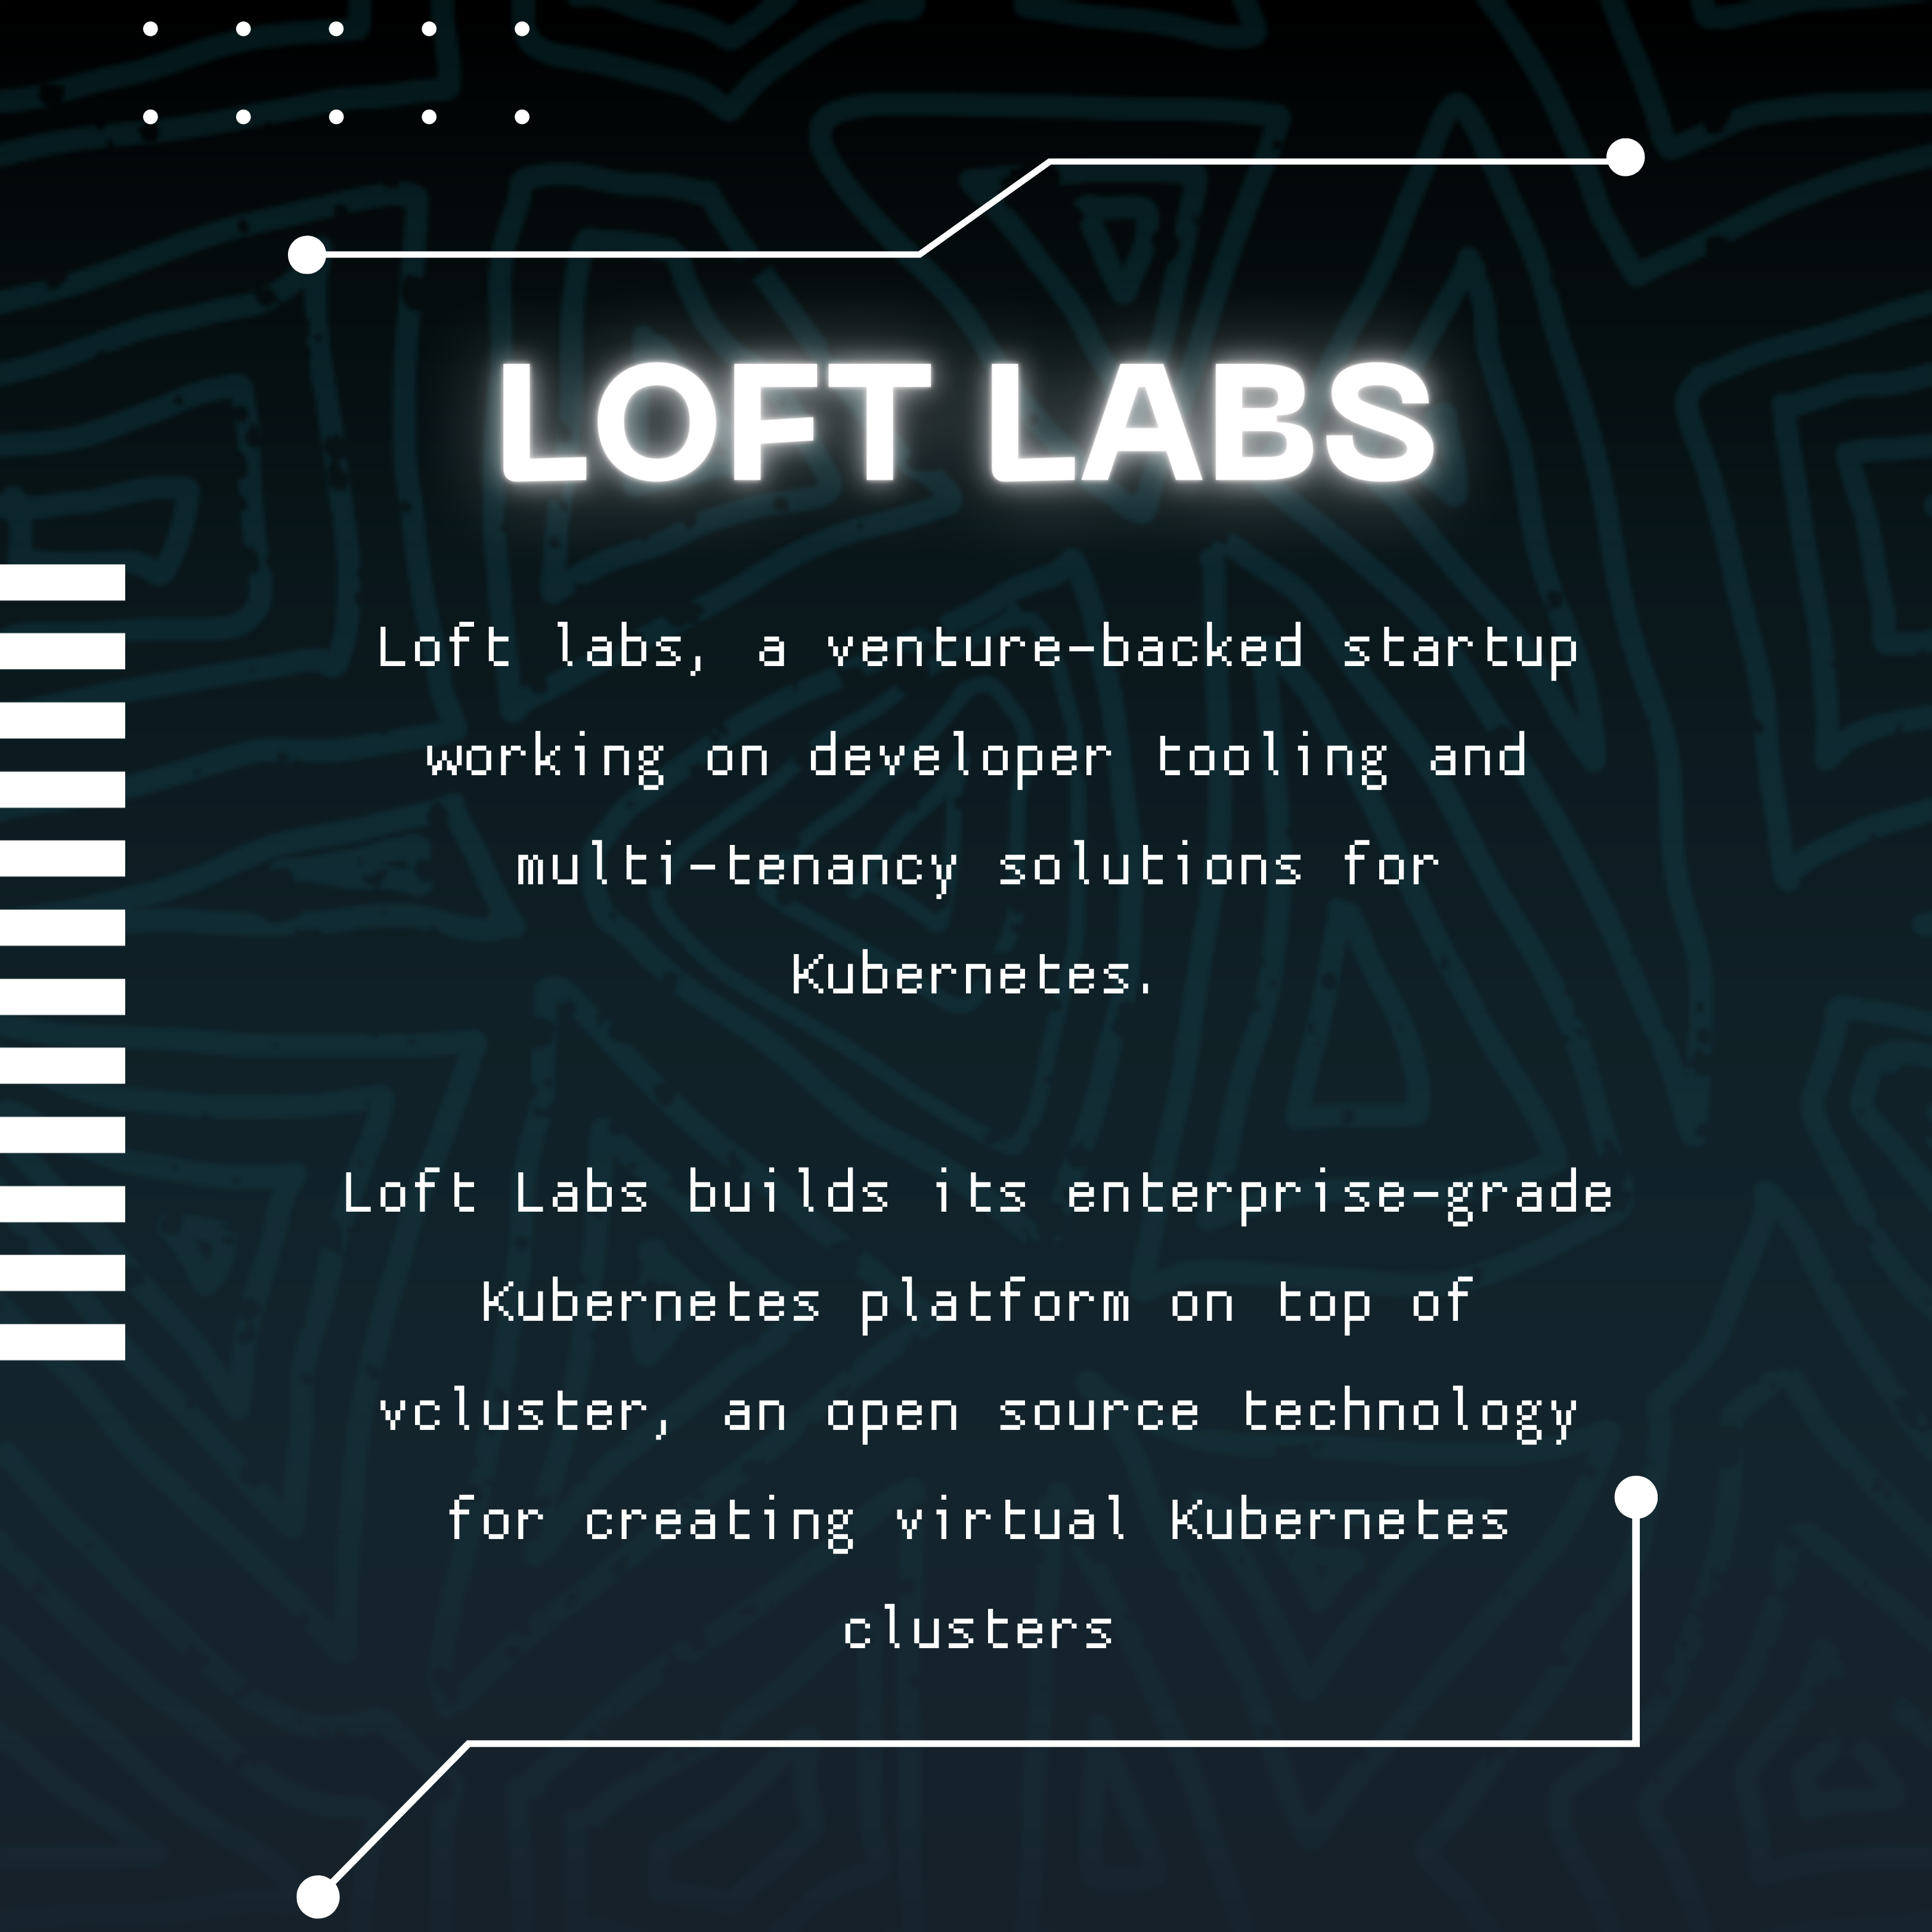 LOFT LABS
Loft labs, a venture-backed startup
working on developer tooling and
multi-tenancy solutions for
Kubernetes.
Loft Labs builds its enterprise-grade
Kubernetes platform on top of
vcluster, an open source technology
for creating virtual Kubernetes
clusters